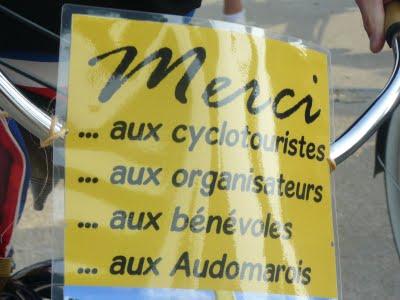 Merci
... aux cyclotouristes
... aux organisateurs
... aux bénévoles
... aux Audomarois